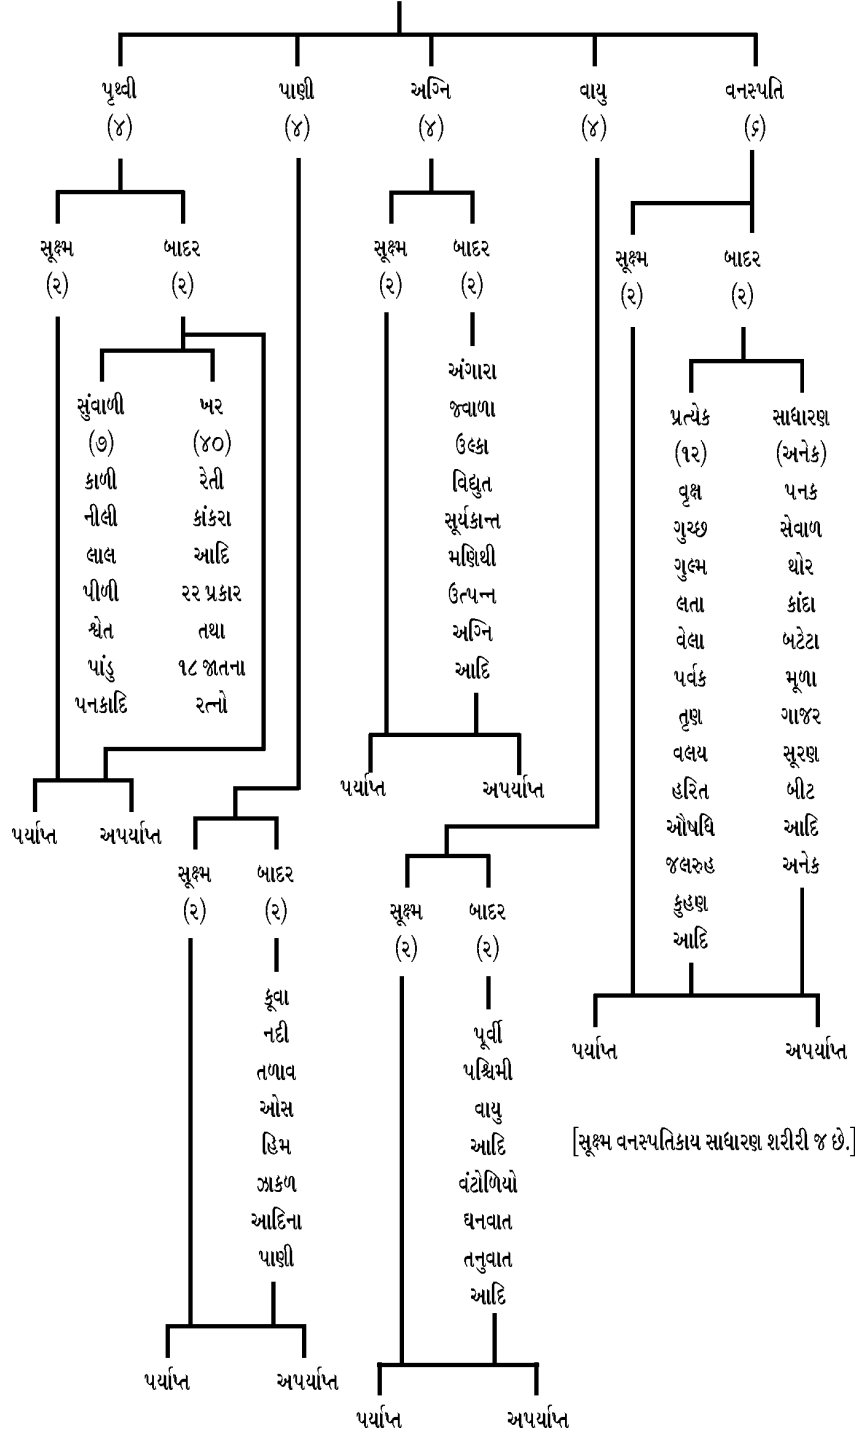 પૃથ્વી
(૪)
પાણી
(૪)
અગ્નિ
(૪)
વાયુ
(૪)
વનસ્પતિ
(૬)
સૂક્ષ્મ
(૨)
બાદર
(૨)
સુંવાળી
(૭)
કાળી
નીલી
લાલ
પીળી
શ્વેત
પાંડુ
પનકાદિ
ખર
(૪૦)
રેતી
કાંકરા
આદિ
૨૨ પ્રકાર
તથા
૧૮ જાતના
રત્નો
પર્યાપ્ત
અપર્યાપ્ત
સૂક્ષ્મ
(૨)
બાદર
(૨)
કૂવા
નદી
તળાવ
ઓસ
હિમ
ઝાકળ
આદિના
પાણી
પર્યાપ્ત
અપર્યાપ્ત
સૂક્ષ્મ
(૨)
બાદર
(૨)
અંગારા
જ્વાળા
ઉલ્કા
વિદ્યુત
સૂર્યકાન્ત
મણિથી
ઉત્પન્ન
અગ્નિ
આદિ
પર્યાપ્ત
અપર્યાપ્ત
સૂક્ષ્મ
(૨)
બાદર
(૨)
પૂર્વી
પશ્ચિમી
વાયુ
આદિ
વંટોળિયો
ઘનવાત
તનુવાત
આદિ
પર્યાપ્ત
અપર્યાપ્ત
સૂક્ષ્મ
(૨)
બાદર
(૨)
પ્રત્યેક
(૧૨)
વૃક્ષ
ગુચ્છ
ગુલ્મ
લતા
વેલા
પર્વક
તૃણ
વલય
હરિત
ઔષધિ
જલરુહ
કુહણ
આદિ
સાધારણ
(અનેક)
પનક
સેવાળ
થોર
કાંદા
બટેટા
મૂળા
ગાજર
સૂરણ
બીટ
આદિ
અનેક
પર્યાપ્ત
અપર્યાપ્ત
[સૂક્ષ્મ વનસ્પતિકાય સાધારણ શરીરી જ છે.]